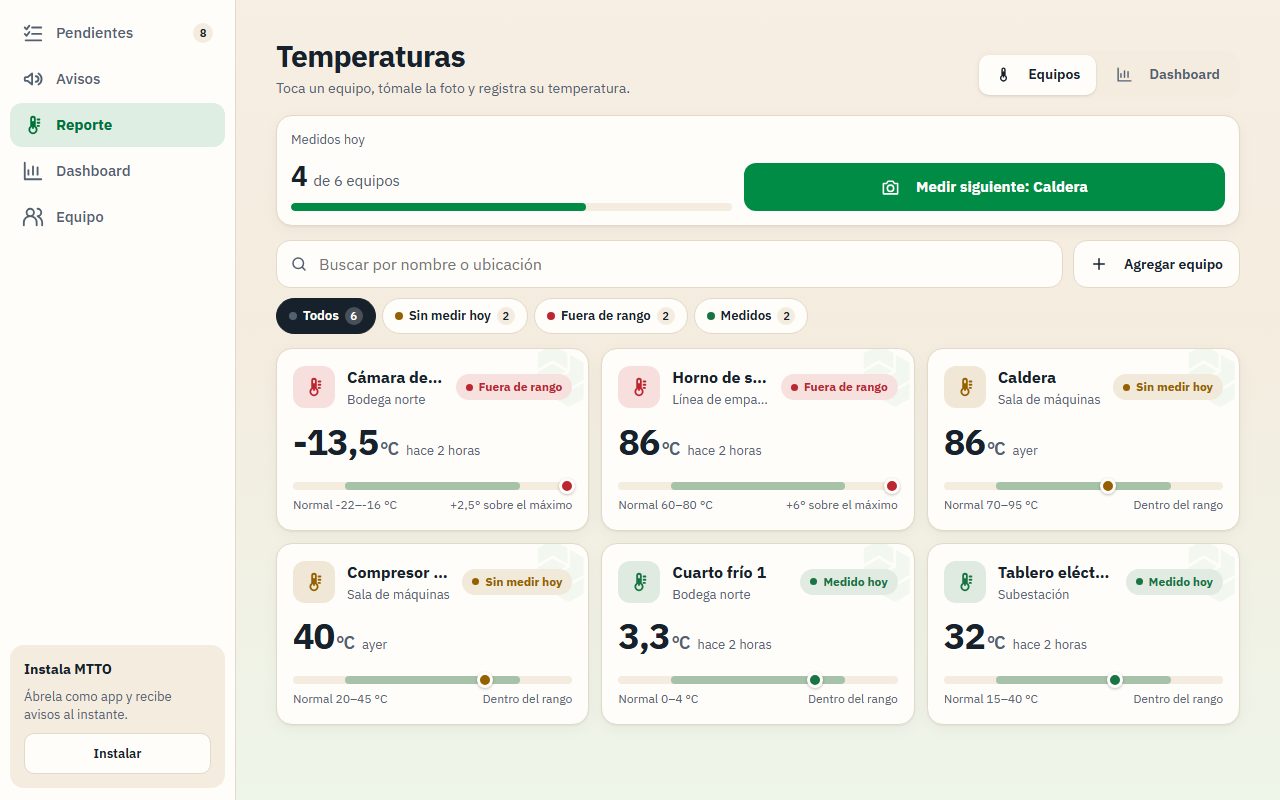 Pendientes 8
Avisos
Reporte
Dashboard
Equipo
Instala MTTO
Ábrela como app y recibe
avisos al instante.
Instalar
Temperaturas
Toca un equipo, tómale la foto y registra su temperatura.
Equipos Dashboard
Medidos hoy
4 de 6 equipos
Medir siguiente: Caldera
Buscar por nombre o ubicación
Agregar equipo
Todos 6 Sin medir hoy 2 Fuera de rango 2 Medidos 2
Cámara de...
Fuera de rango
Bodega norte
-13,5 °C hace 2 horas
Normal -22–-16 °C +2,5° sobre el máximo
Horno de s...
Fuera de rango
Línea de empa...
86 °C hace 2 horas
Normal 60–80 °C +6° sobre el máximo
Caldera
Sin medir hoy
Sala de máquinas
86 °C ayer
Normal 70–95 °C Dentro del rango
Compresor ...
Sin medir hoy
Sala de máquinas
40 °C ayer
Normal 20–45 °C Dentro del rango
Cuarto frío 1
Medido hoy
Bodega norte
3,3 °C hace 2 horas
Normal 0–4 °C Dentro del rango
Tablero eléct...
Medido hoy
Subestación
32 °C hace 2 horas
Normal 15–40 °C Dentro del rango